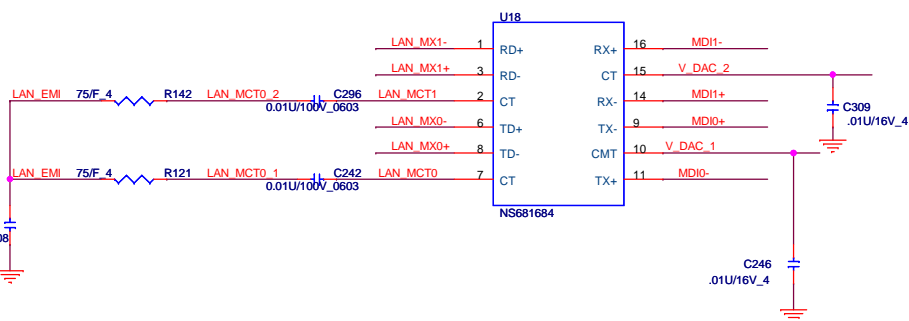 U18
LAN_MX1- 1 RD+ RX+ 16 MDI1-
LAN_MX1+ 3 RD- CT 15 V_DAC_2
LAN_EMI 75/F_4 R142 LAN_MCT0_2 C296 LAN_MCT1 2 CT RX- 14 MDI1+
0.01U/100V_0603
C309
.01U/16V_4
LAN_MX0- 6 TD+ TX- 9 MDI0+
LAN_MX0+ 8 TD- CMT 10 V_DAC_1
LAN_EMI 75/F_4 R121 LAN_MCT0_1 C242 LAN_MCT0 7 CT TX+ 11 MDI0-
0.01U/100V_0603
NS681684
08
C246
.01U/16V_4